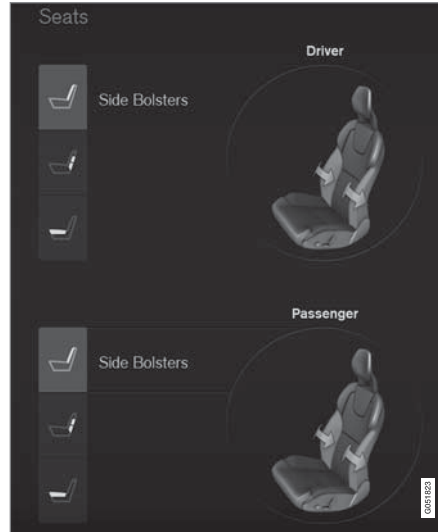 Seats
Driver
Side Bolsters
Passenger
Side Bolsters
G051823